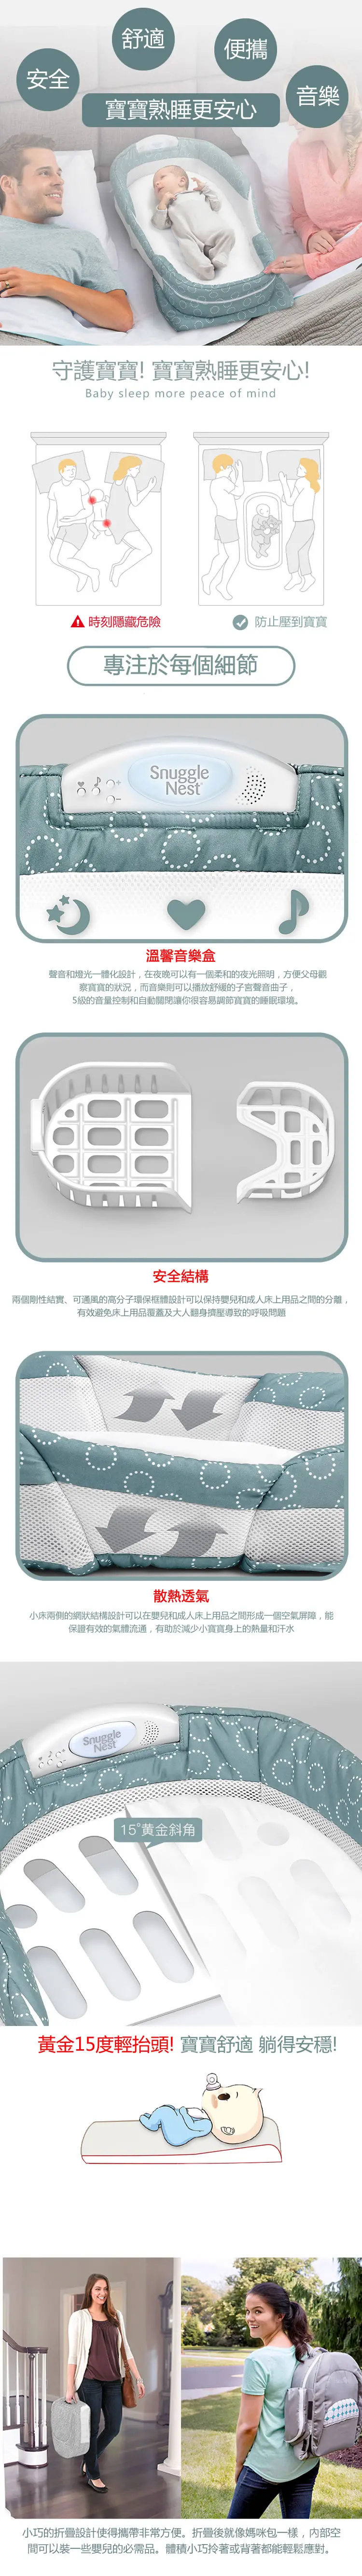 舒適
便攜
安全
音樂
寶寶熟睡更安心
守護寶寶! 寶寶熟睡更安心!
Baby sleep more peace of mind
時刻隱藏危險
防止壓到寶寶
專注於每個細節
Snuggle
Nest
溫馨音樂盒
聲音和燈光一體化設計，在夜晚可以有一個柔和的夜光照明，方便父母觀
察寶寶的狀況，而音樂則可以播放舒緩的子宮聲音曲子，
5級的音量控制和自動關閉讓你很容易調節寶寶的睡眠環境。
安全結構
兩個剛性結實、可通風的高分子環保框體設計可以保持嬰兒和成人床上用品之間的分離，
有效避免床上用品覆蓋及大人翻身擠壓導致的呼吸問題
散熱透氣
小床兩側的網狀結構設計可以在嬰兒和成人床上用品之間形成一個空氣屏障，能
保證有效的氣體流通，有助於減少小寶寶身上的熱量和汗水
Snuggle
Nest
15°黄金斜角
黃金15度輕抬頭! 寶寶舒適 躺得安穩!
小巧的折疊設計使得攜帶非常方便。折疊後就像媽咪包一樣，內部空
間可以裝一些嬰兒的必需品。體積小巧拎著或背著都能輕鬆應對。